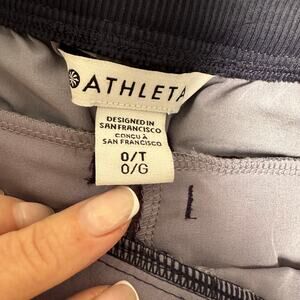 ATHLETA
DESIGNED IN
SAN FRANCISCO
CONÇU À
SAN FRANCISCO
0/T
0/G